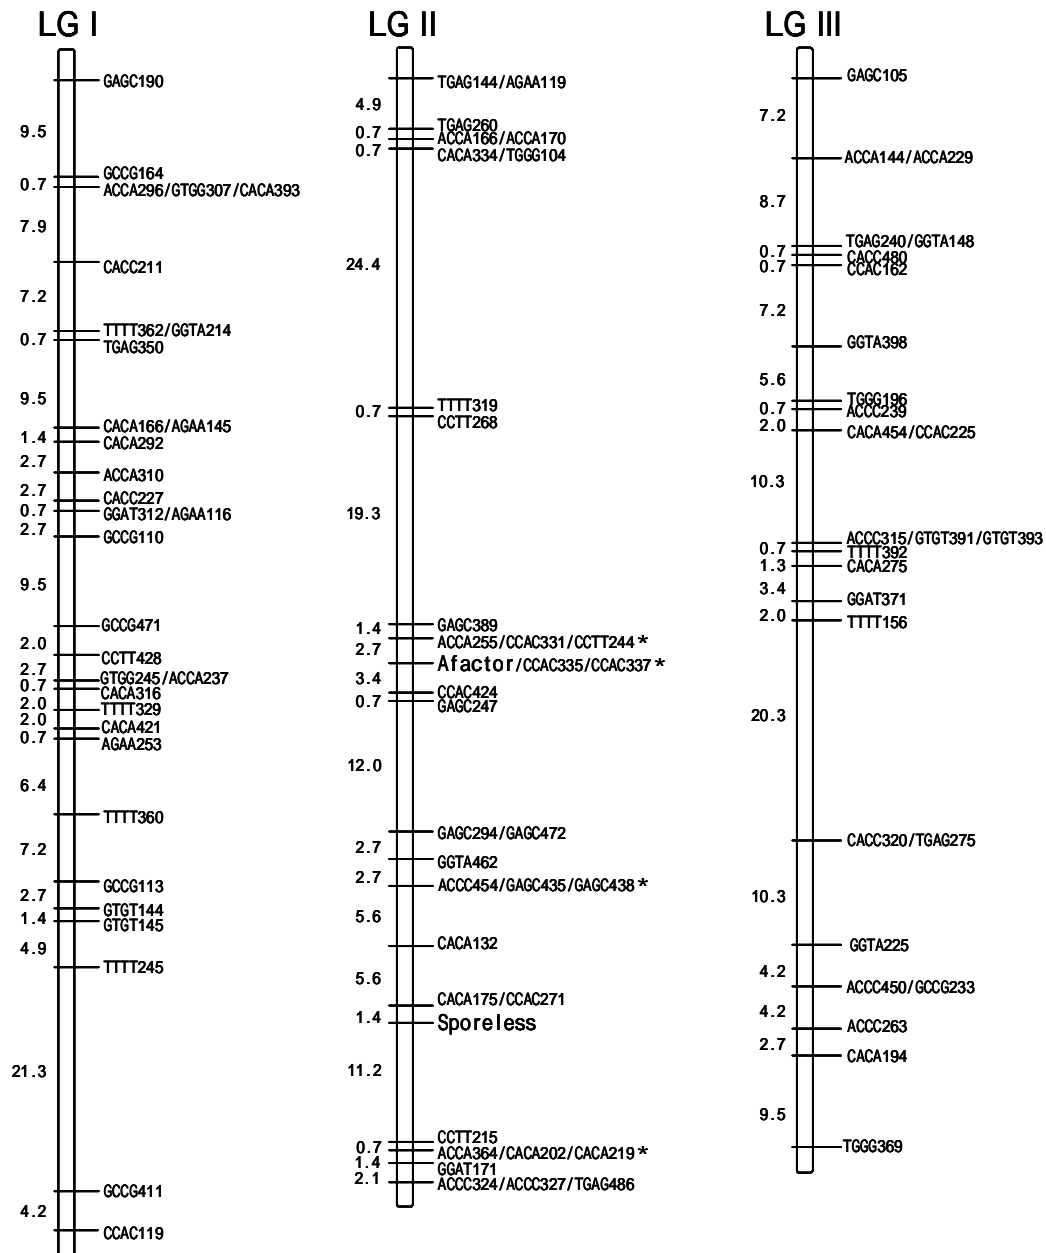 LG I
GAGC190
9.5
GCCG164
0.7
ACCA296/GTGG307/CACA393
7.9
CACC211
7.2
TTTT362/GGTA214
0.7
TGAG350
9.5
CACA166/AGAA145
1.4
CACA292
2.7
ACCA310
2.7
CACC227
0.7
GGAT312/AGAA116
2.7
GCCG110
9.5
GCCG471
2.0
CCTT428
2.7
GTGG245/ACCA237
0.7
CACA316
2.0
TTTT329
2.0
CACA421
0.7
AGAA253
6.4
TTTT360
7.2
GCCG113
2.7
GTGT144
1.4
GTGT145
4.9
TTTT245
21.3
GCCG411
4.2
CCAC119
LG II
TGAG144/AGAA119
4.9
TGAG260
0.7
ACCA166/ACCA170
0.7
CACA334/TGGG104
24.4
TTTT319
0.7
CCTT268
19.3
GAGC389
1.4
ACCA255/CCAC331/CCTT244*
2.7
Afactor/CCAC335/CCAC337*
3.4
CCAC424
0.7
GAGC247
12.0
GAGC294/GAGC472
2.7
GGTA462
2.7
ACCC454/GAGC435/GAGC438*
5.6
CACA132
5.6
CACA175/CCAC271
1.4
Sporeless
11.2
CCTT215
0.7
ACCA364/CACA202/CACA219*
1.4
GGAT171
2.1
ACCC324/ACCC327/TGAG486
LG III
GAGC105
7.2
ACCA144/ACCA229
8.7
TGAG240/GGTA148
0.7
CACC480
0.7
CCAC162
7.2
GGTA398
5.6
TGGG196
0.7
ACCC239
2.0
CACA454/CCAC225
10.3
ACCC315/GTGT391/GTGT393
0.7
TTTT392
1.3
CACA275
3.4
GGAT371
2.0
TTTT156
20.3
CACC320/TGAG275
10.3
GGTA225
4.2
ACCC450/GCCG233
4.2
ACCC263
2.7
CACA194
9.5
TGGG369